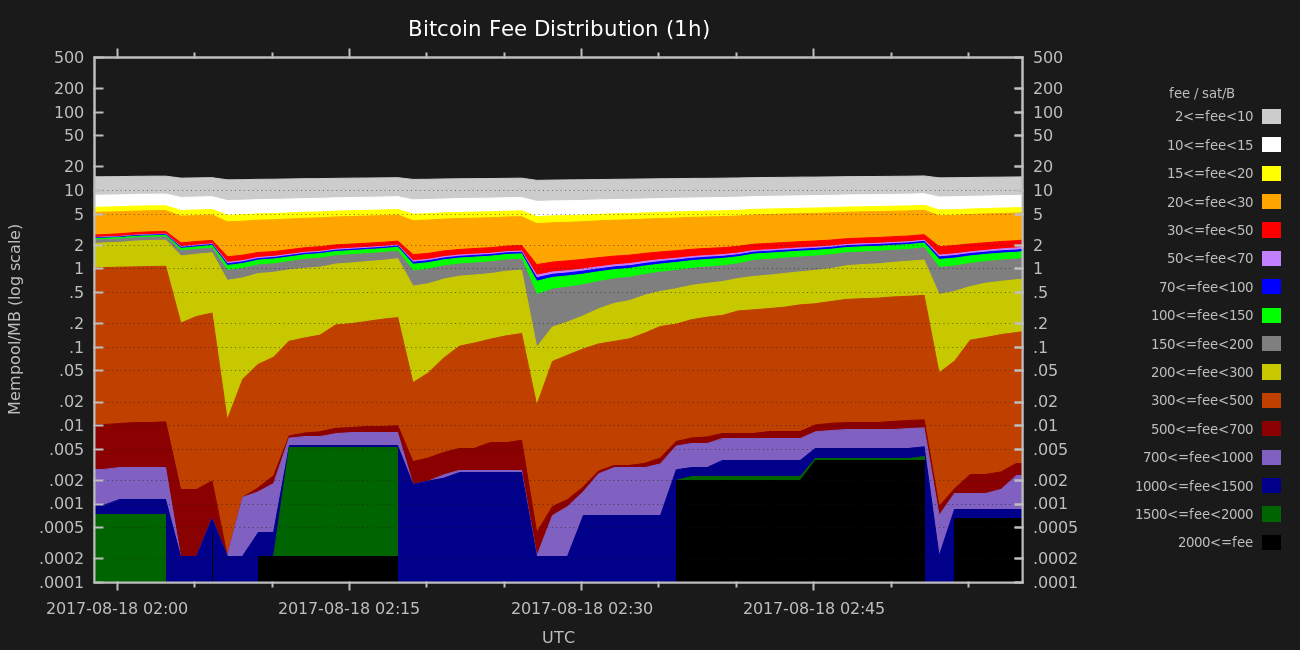 Bitcoin Fee Distribution (1h)
500
200
100
50
20
10
5
2
1
.5
.2
.1
.05
.02
.01
.005
.002
.001
.0005
.0002
.0001
Mempool/MB (log scale)
500
200
100
50
20
10
5
2
1
.5
.2
.1
.05
.02
.01
.005
.002
.001
.0005
.0002
.0001
2017-08-18 02:00 2017-08-18 02:15 2017-08-18 02:30 2017-08-18 02:45
UTC
fee / sat/B
2<=fee<10
10<=fee<15
15<=fee<20
20<=fee<30
30<=fee<50
50<=fee<70
70<=fee<100
100<=fee<150
150<=fee<200
200<=fee<300
300<=fee<500
500<=fee<700
700<=fee<1000
1000<=fee<1500
1500<=fee<2000
2000<=fee